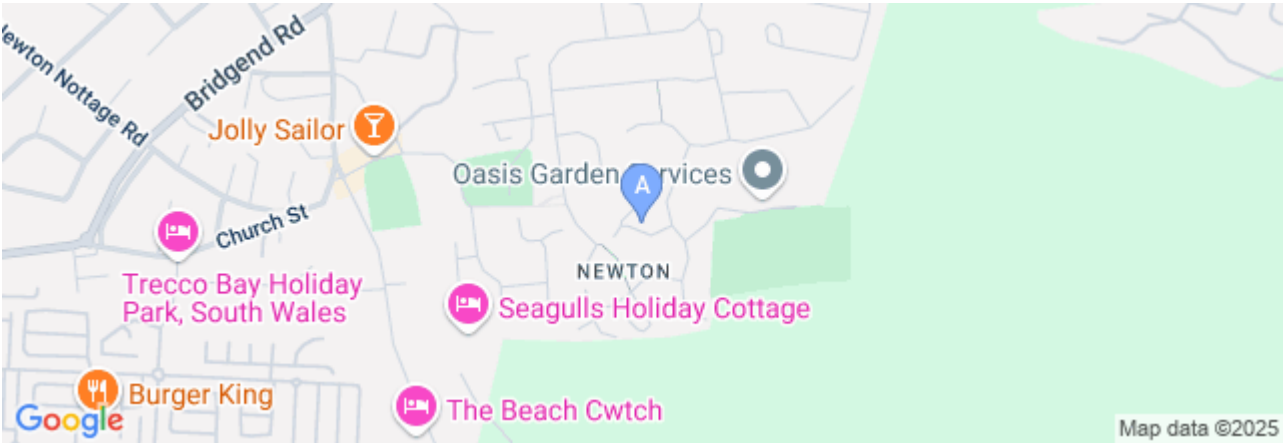 Newton Nottage Rd
Bridgend Rd
Jolly Sailor
Oasis Garden Services
A
Church St
NEWTON
Trecco Bay Holiday
Park, South Wales
Seagulls Holiday Cottage
Burger King
The Beach Cwtch
Google
Map data ©2025